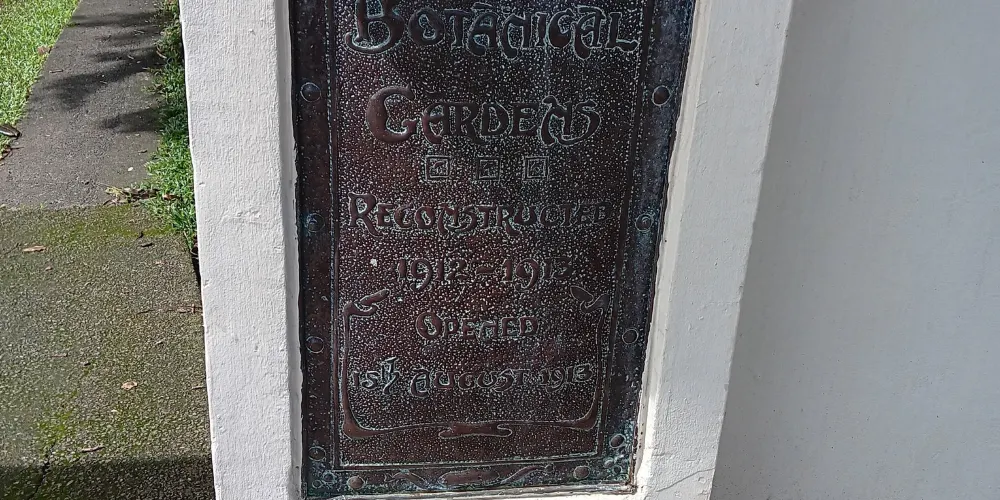 Botanical
Gardens
Reconstructed
1912-1913
Opened
15th August 1913